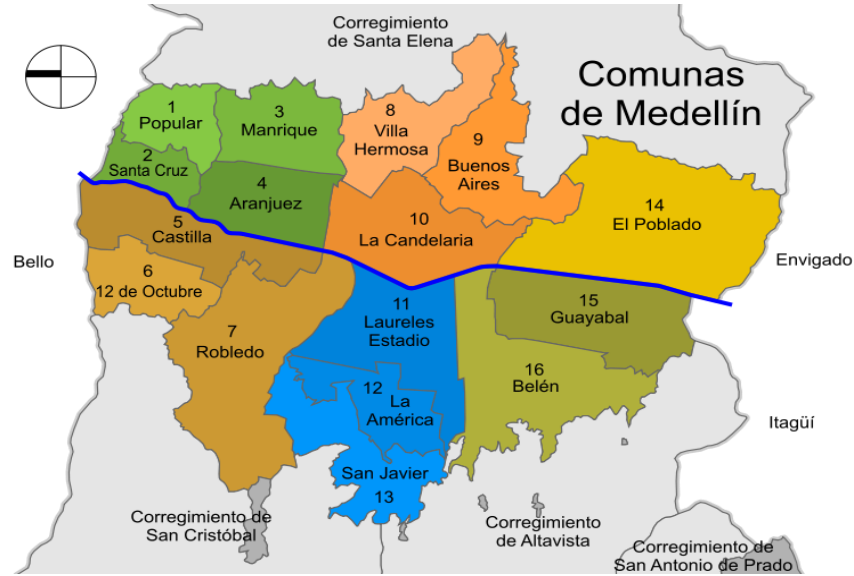 Corregimiento
de Santa Elena
Comunas
de Medellín
1
Popular
3
Manrique
8
Villa
Hermosa
9
Buenos
Aires
2
Santa Cruz
4
Aranjuez
10
La Candelaria
14
El Poblado
5
Castilla
Bello
Envigado
6
12 de Octubre
7
Robledo
11
Laureles
Estadio
15
Guayabal
16
Belén
12
La
América
Itagüí
San Javier
13
Corregimiento de
San Cristóbal
Corregimiento
de Altavista
Corregimiento de
San Antonio de Prado